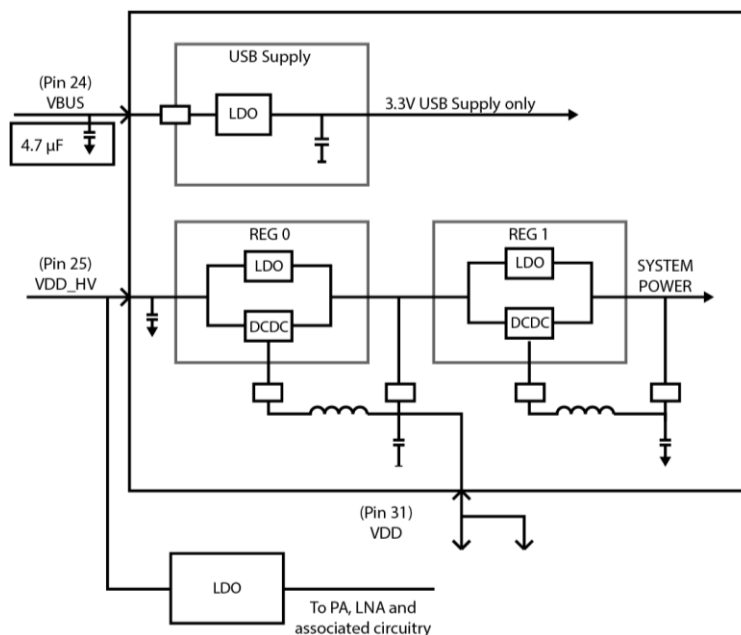 USB Supply
(Pin 24)
VBUS
LDO
3.3V USB Supply only
4.7 µF
REG 0
REG 1
(Pin 25)
VDD_HV
LDO
LDO
SYSTEM
POWER
DCDC
DCDC
(Pin 31)
VDD
LDO
To PA, LNA and
associated circuitry